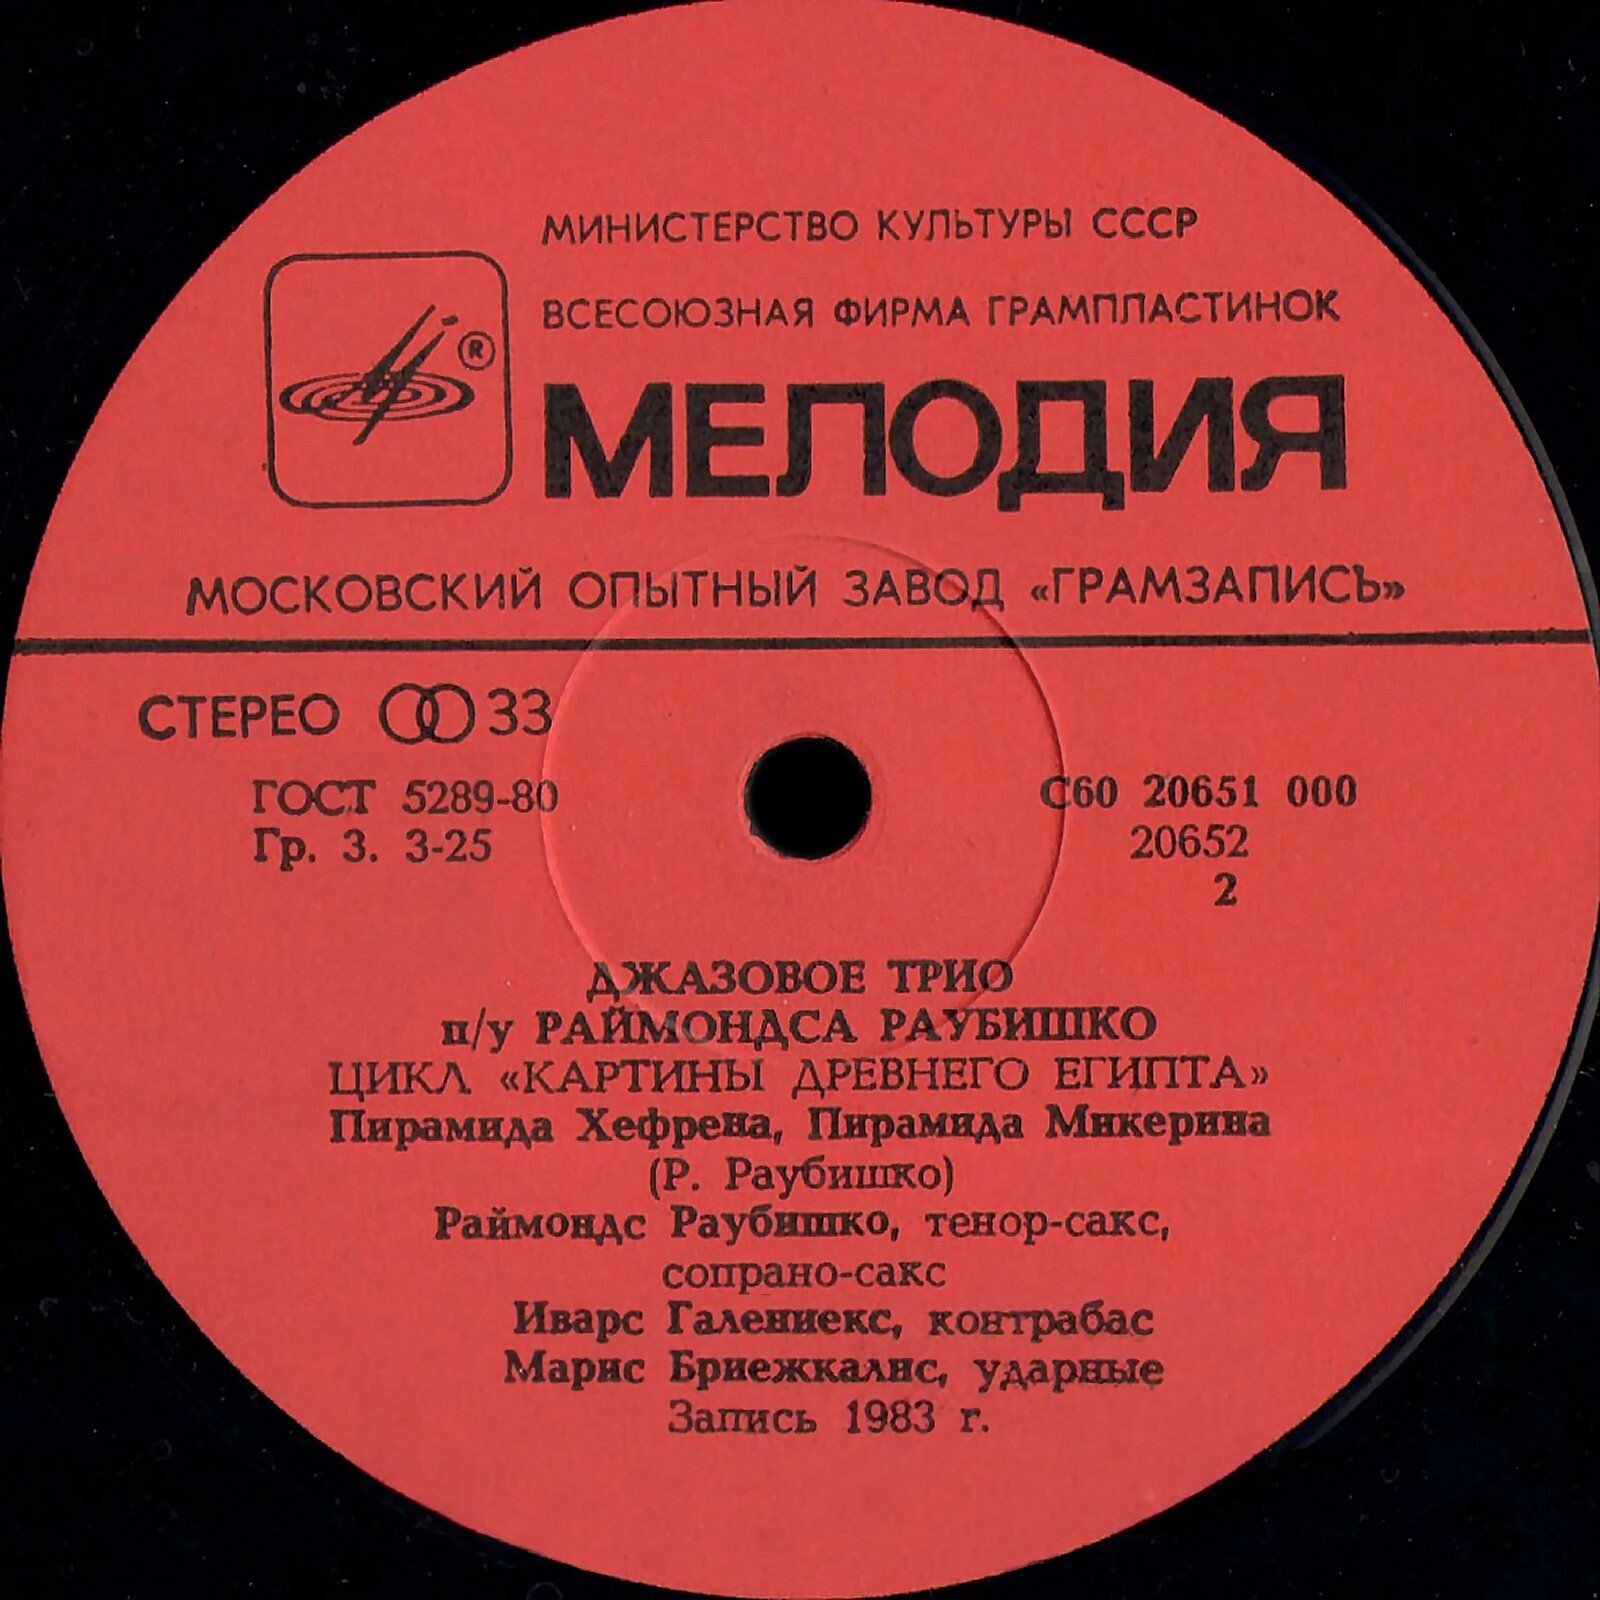 МИНИСТЕРСТВО КУЛЬТУРЫ СССР
ВСЕСОЮЗНАЯ ФИРМА ГРАМПЛАСТИНОК
®
МЕЛОДИЯ
МОСКОВСКИЙ ОПЫТНЫЙ ЗАВОД «ГРАМЗАПИСЬ»
СТЕРЕО 33
ГОСТ 5289-80
Гр. 3. 3-25
С60 20651 000
20652
2
ДЖАЗОВОЕ ТРИО
п/у РАЙМОНДСА РАУБИШКО
ЦИКЛ «КАРТИНЫ ДРЕВНЕГО ЕГИПТА»
Пирамида Хефрена, Пирамида Микерина
(Р. Раубишко)
Раймондс Раубишко, тенор-сакс,
сопрано-сакс
Иварс Галениекс, контрабас
Марис Бриежкалнс, ударные
Запись 1983 г.